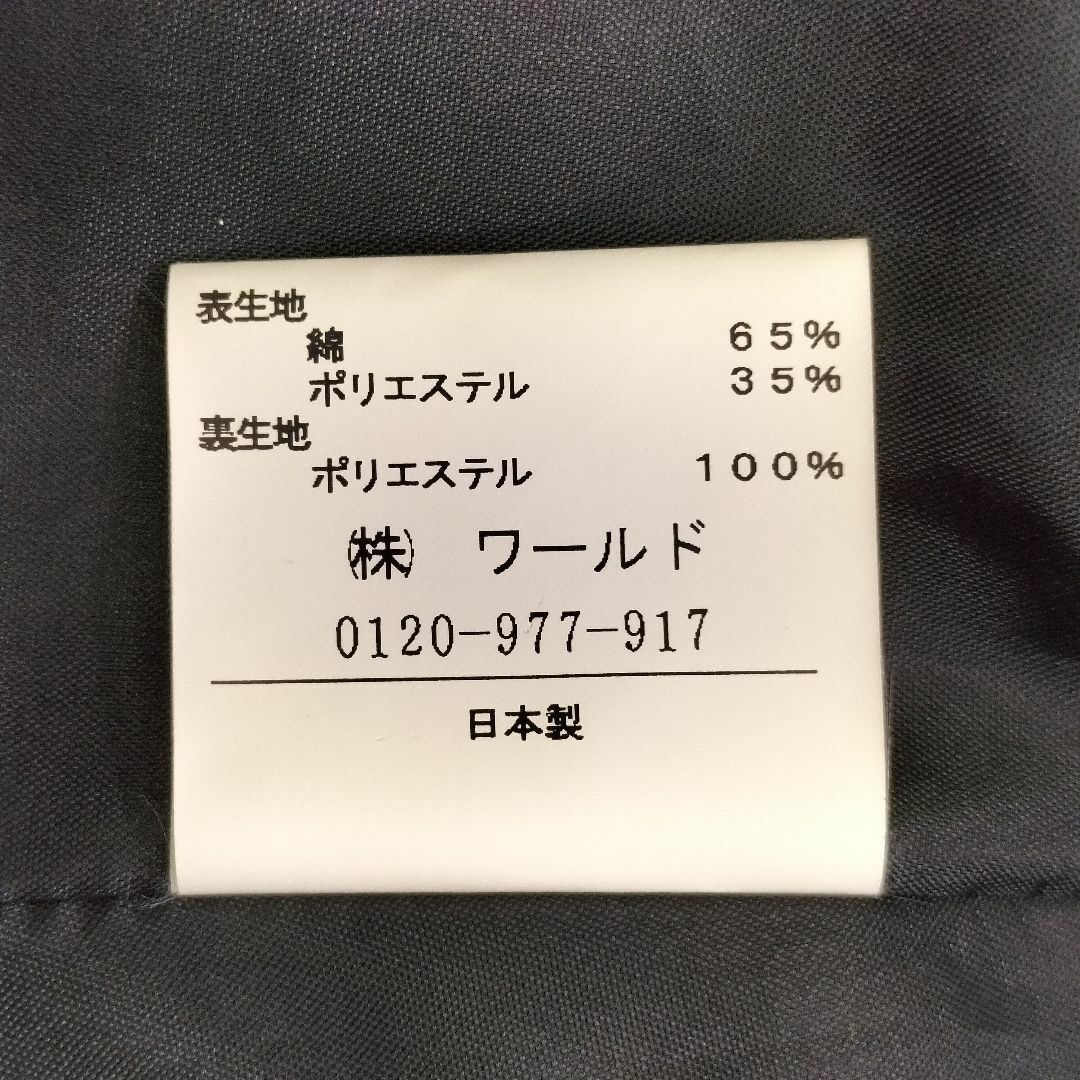 表生地
綿 65%
ポリエステル 35%
裏生地
ポリエステル 100%
㈱ ワールド
0120-977-917
日本製